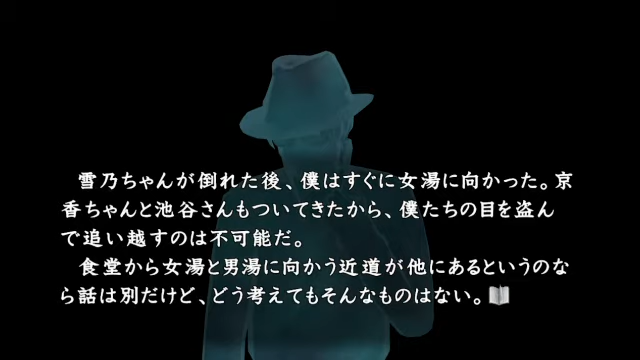 雪乃ちゃんが倒れた後、僕はすぐに女湯に向かった。京
香ちゃんと池谷さんもついてきたから、僕たちの目を盗ん
で追い越すのは不可能だ。
　食堂から女湯と男湯に向かう近道が他にあるというのな
ら話は別だけど、どう考えてもそんなものはない。